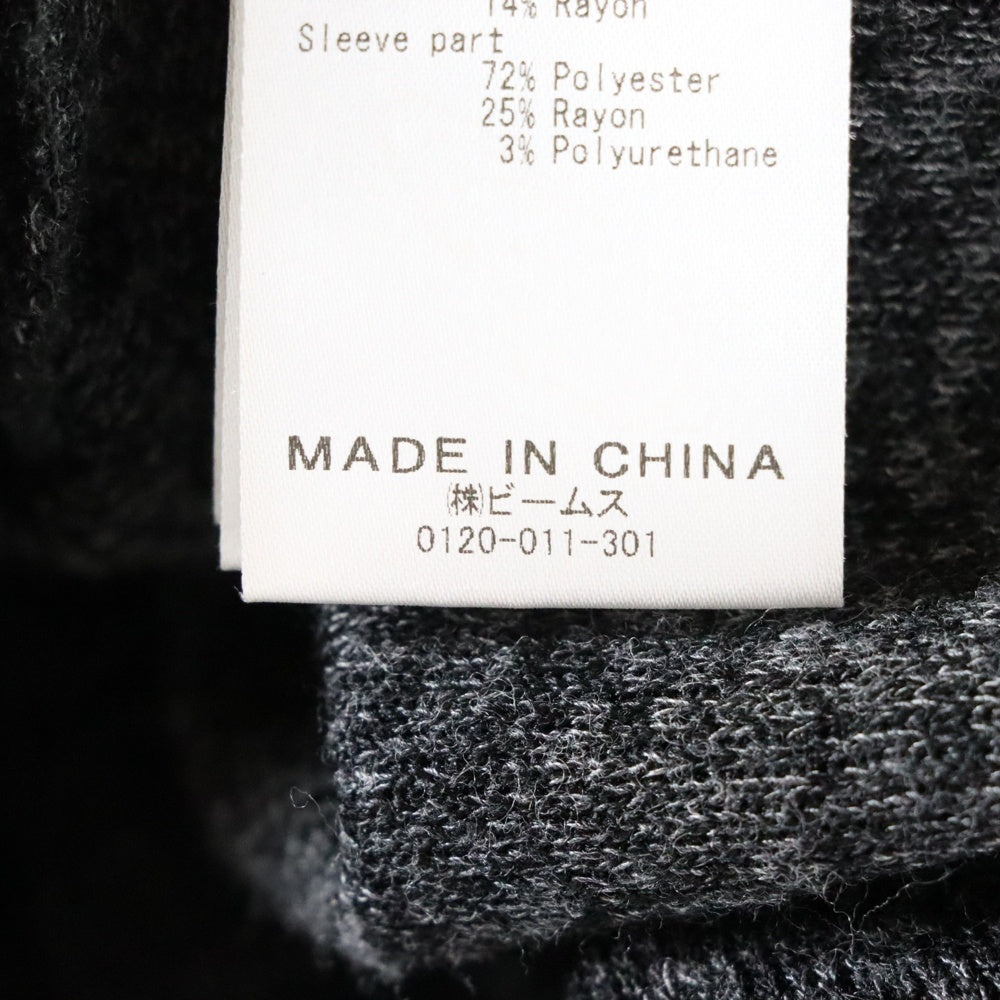 14% Rayon
Sleeve part
72% Polyester
25% Rayon
3% Polyurethane
MADE IN CHINA
㈱ビームス
0120-011-301